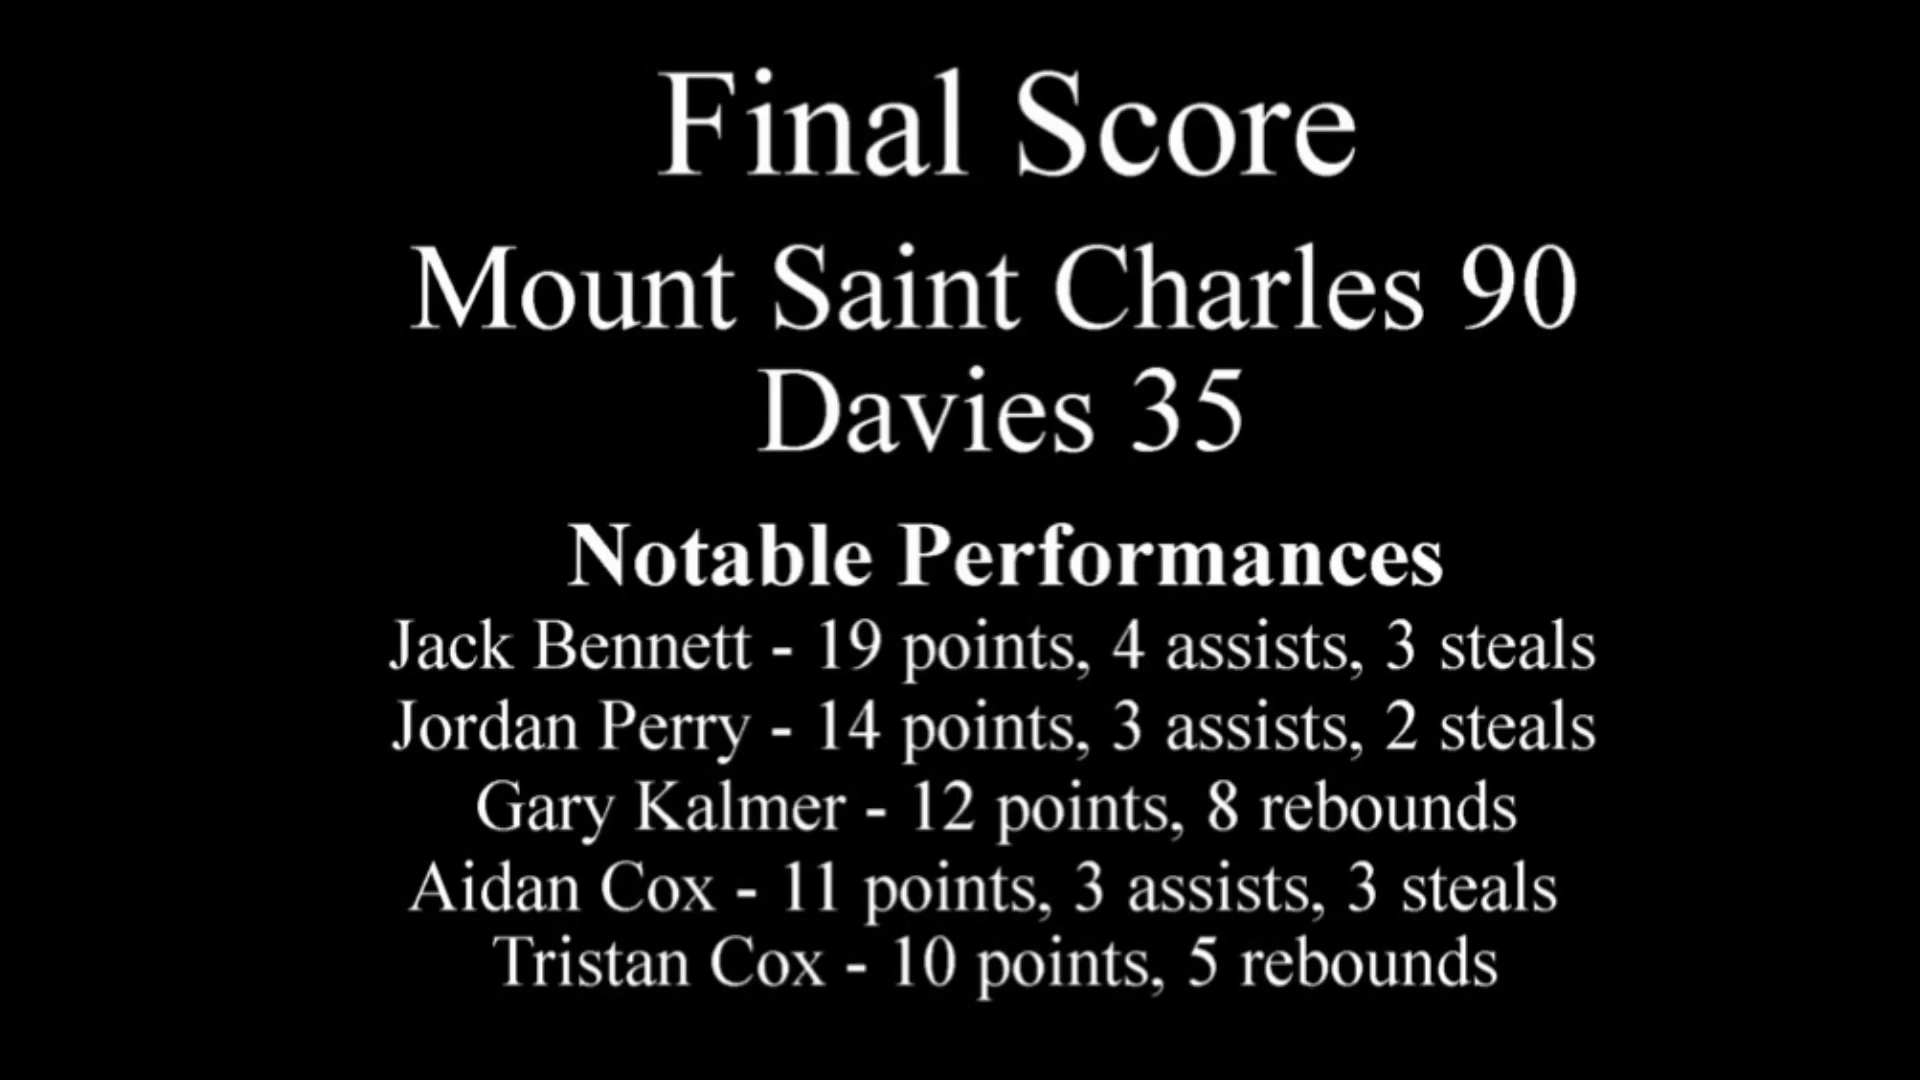 Final Score
Mount Saint Charles 90
Davies 35
Notable Performances
Jack Bennett - 19 points, 4 assists, 3 steals
Jordan Perry - 14 points, 3 assists, 2 steals
Gary Kalmer - 12 points, 8 rebounds
Aidan Cox - 11 points, 3 assists, 3 steals
Tristan Cox - 10 points, 5 rebounds